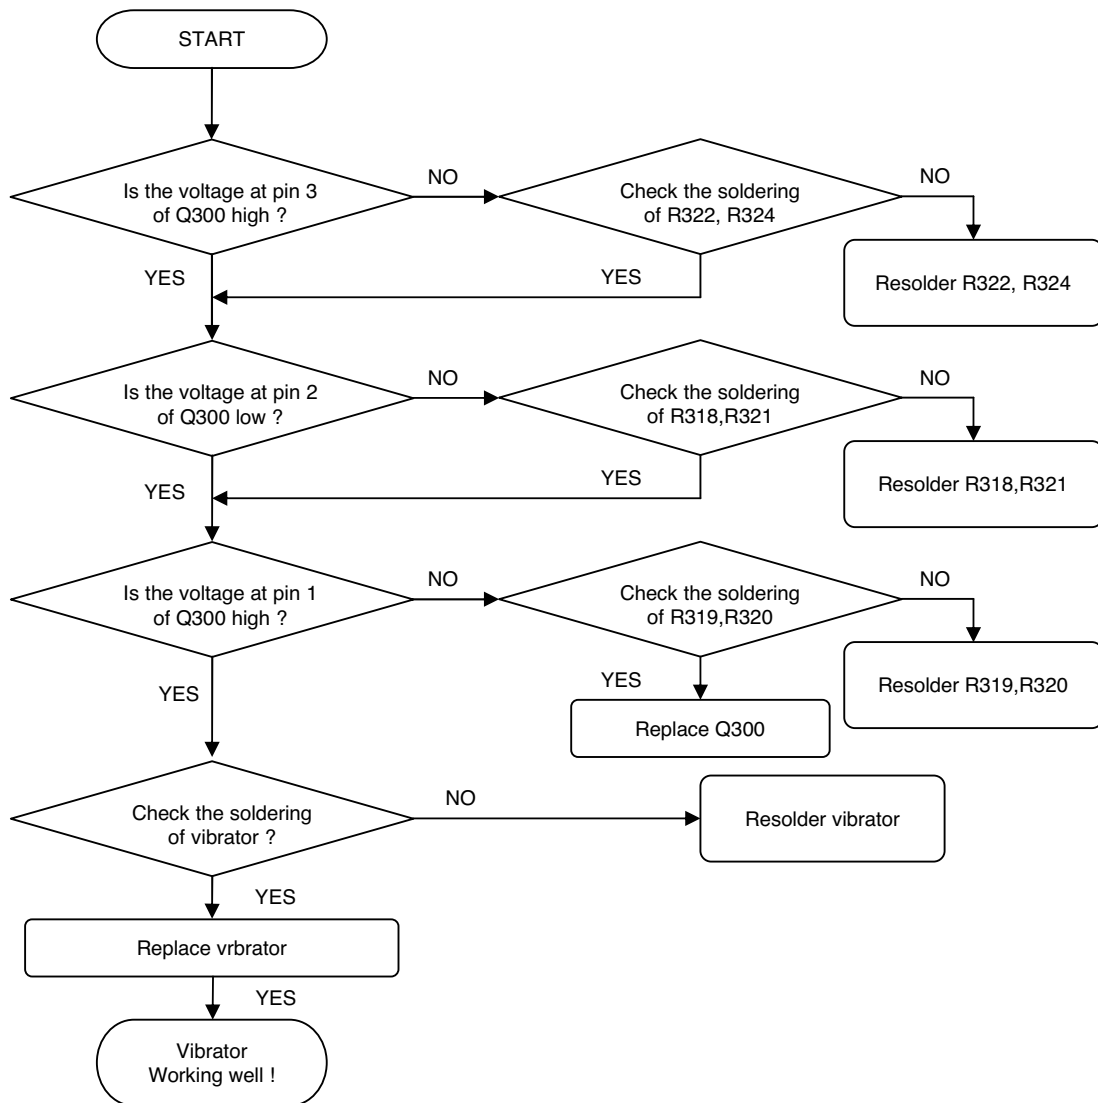 START
Is the voltage at pin 3
of Q300 high ?
NO
Check the soldering
of R322, R324
NO
Resolder R322, R324
YES
YES
Is the voltage at pin 2
of Q300 low ?
NO
Check the soldering
of R318,R321
NO
Resolder R318,R321
YES
YES
Is the voltage at pin 1
of Q300 high ?
NO
Check the soldering
of R319,R320
NO
Resolder R319,R320
YES
YES
Replace Q300
Check the soldering
of vibrator ?
NO
Resolder vibrator
YES
Replace vrbrator
YES
Vibrator
Working well !